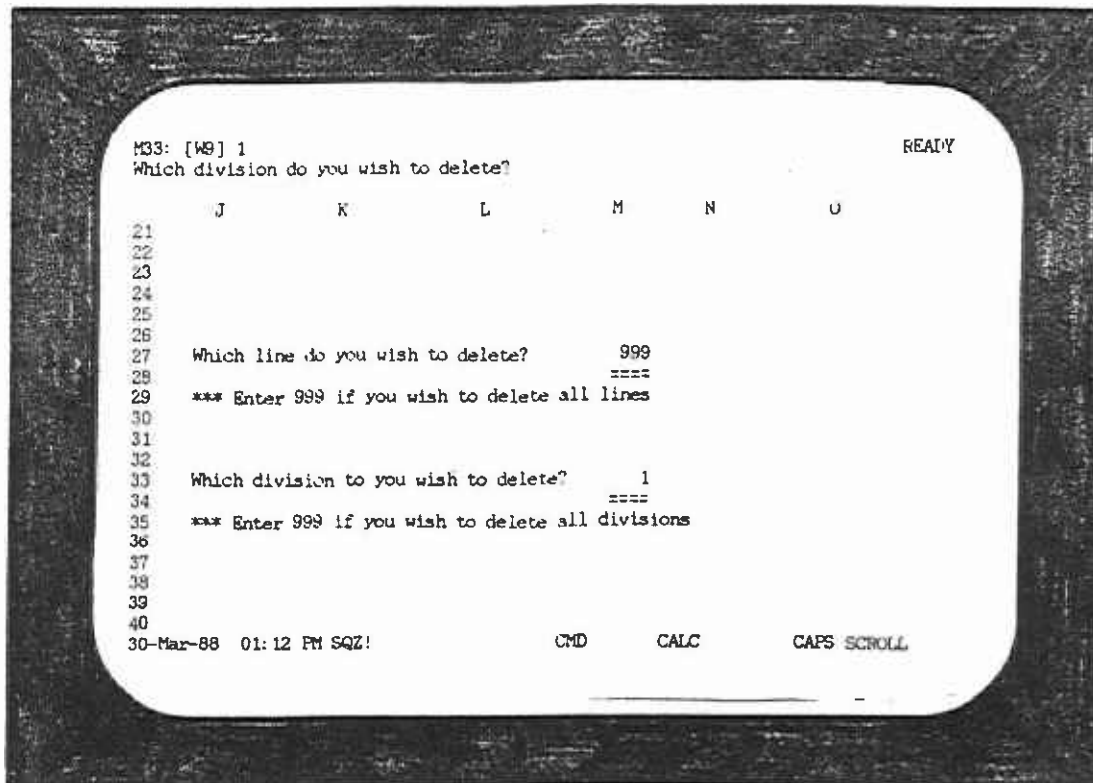 M33: [W9] 1 READY
Which division do you wish to delete?
J K L M N O
21
22
23
24
25
26
27 Which line do you wish to delete? 999
28 ====
29 *** Enter 999 if you wish to delete all lines
30
31
32
33 Which division to you wish to delete? 1
34 ====
35 *** Enter 999 if you wish to delete all divisions
36
37
38
39
40
30-Mar-88 01:12 PM SQZ! CMD CALC CAPS SCROLL